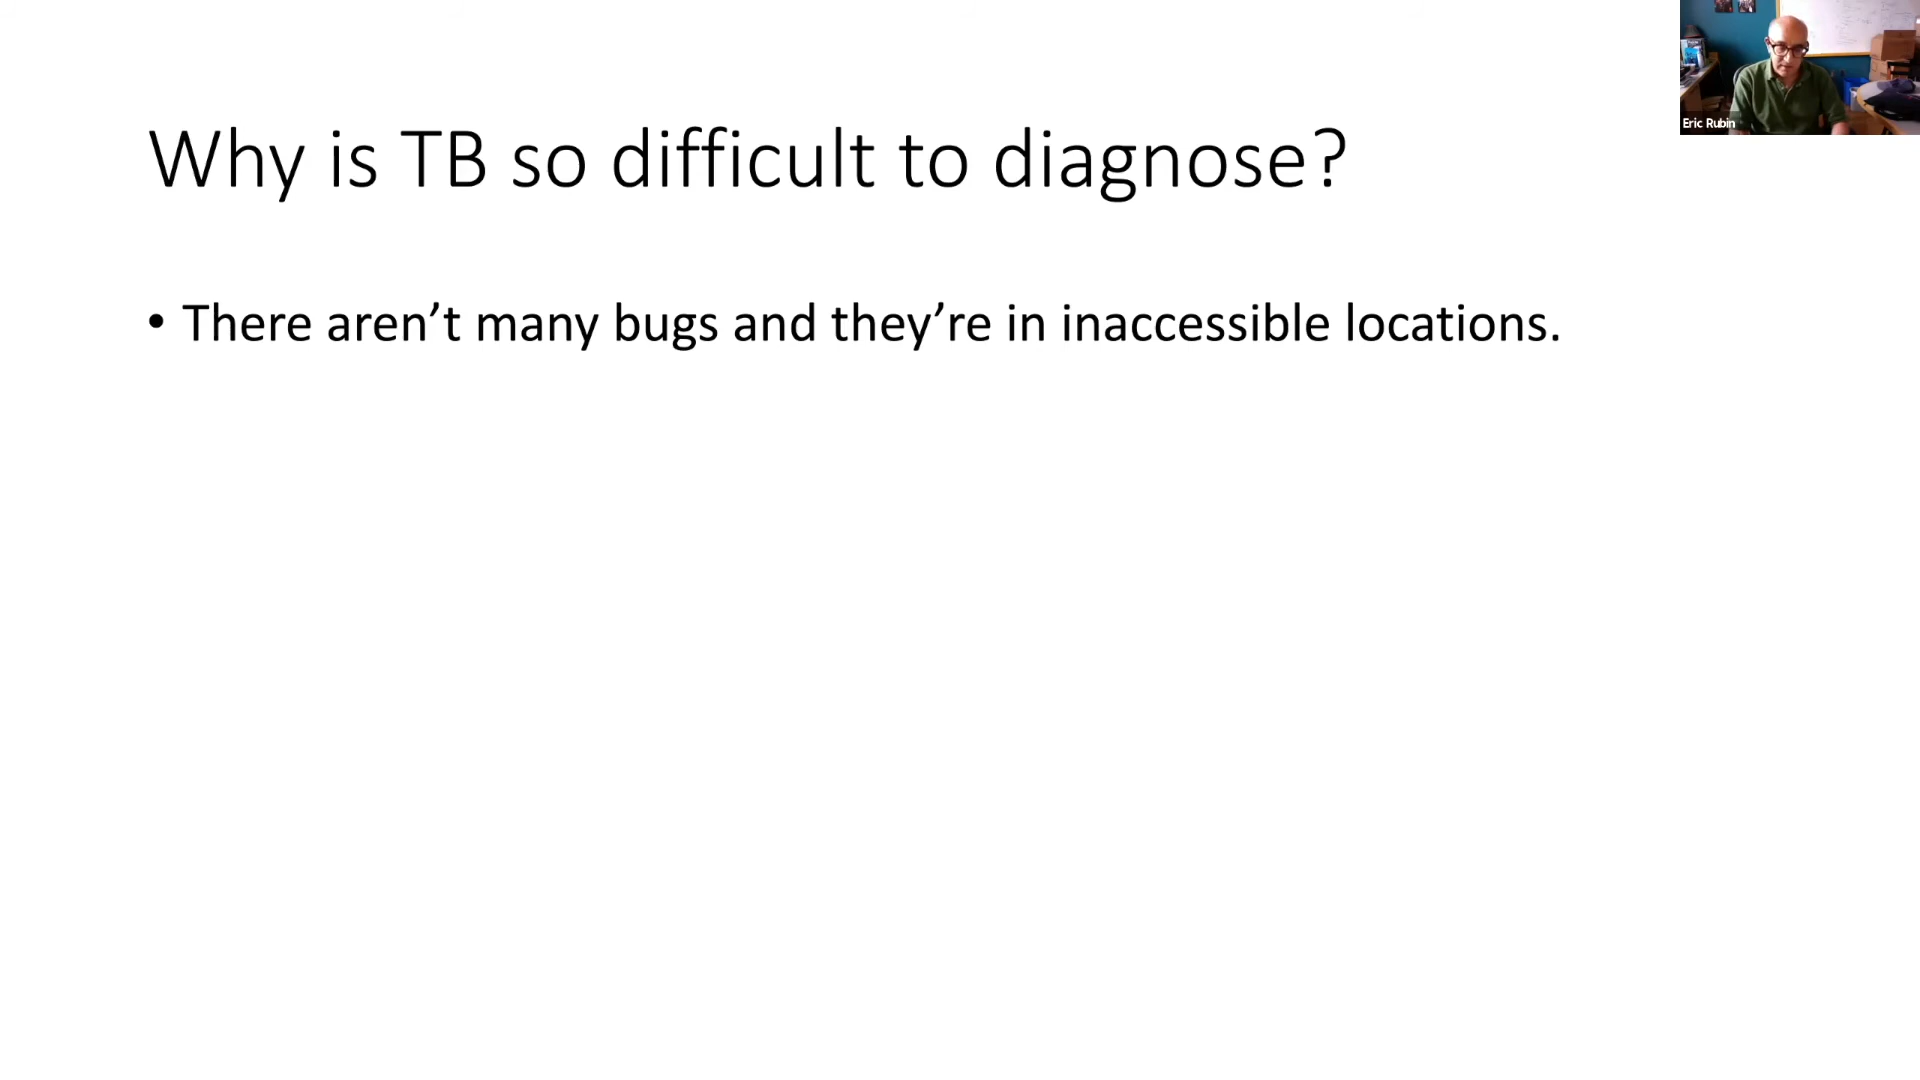 Why is TB so difficult to diagnose?
• There aren’t many bugs and they’re in inaccessible locations.
Eric Rubin